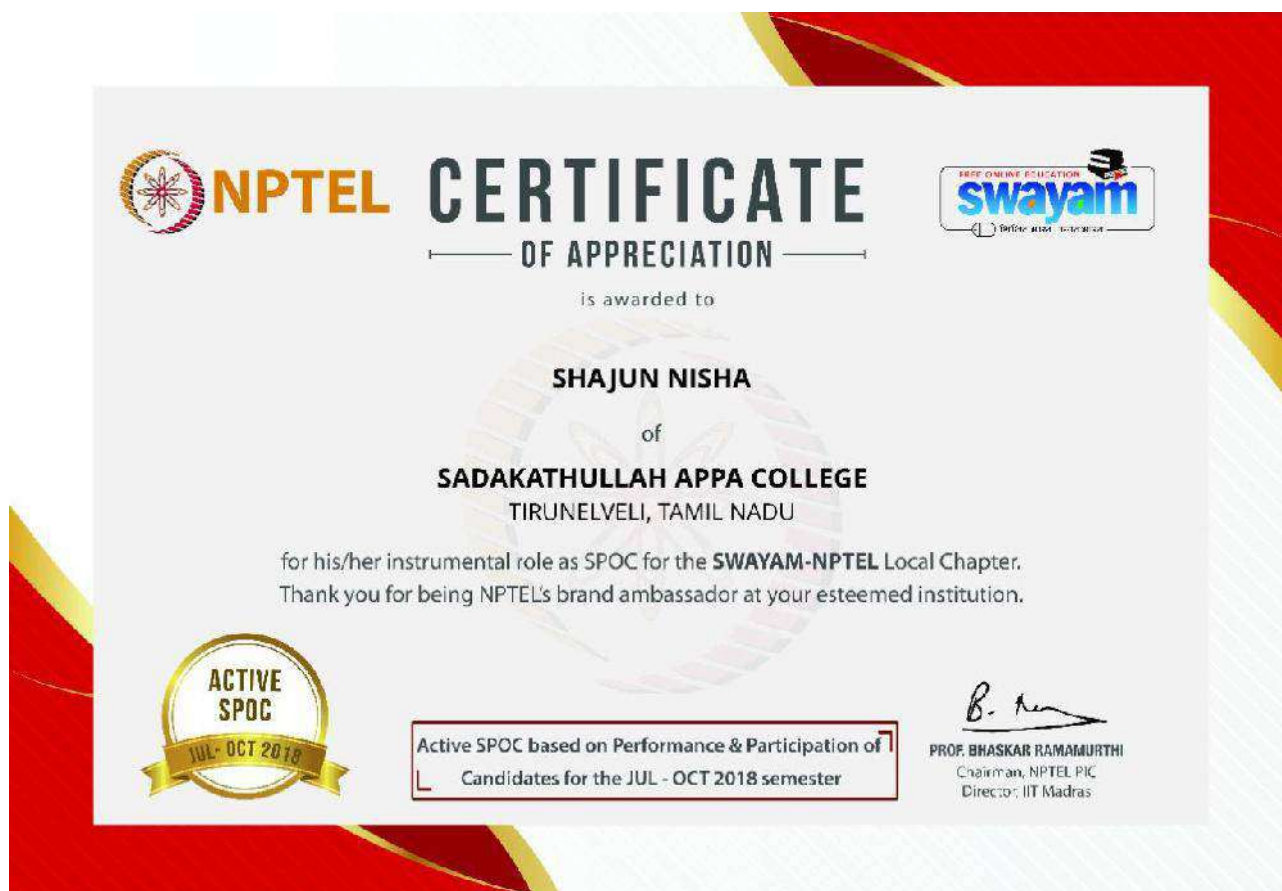 NPTEL
CERTIFICATE
OF APPRECIATION
FREE ONLINE EDUCATION
swayam
is awarded to
SHAJUN NISHA
of
SADAKATHULLAH APPA COLLEGE
TIRUNELVELI, TAMIL NADU
for his/her instrumental role as SPOC for the SWAYAM-NPTEL Local Chapter.
Thank you for being NPTEL's brand ambassador at your esteemed institution.
ACTIVE
SPOC
JUL- OCT 2018
Active SPOC based on Performance & Participation of
Candidates for the JUL - OCT 2018 semester
B.
PROF. BHASKAR RAMAMURTHI
Chairman, NPTEL PIC
Director, IIT Madras